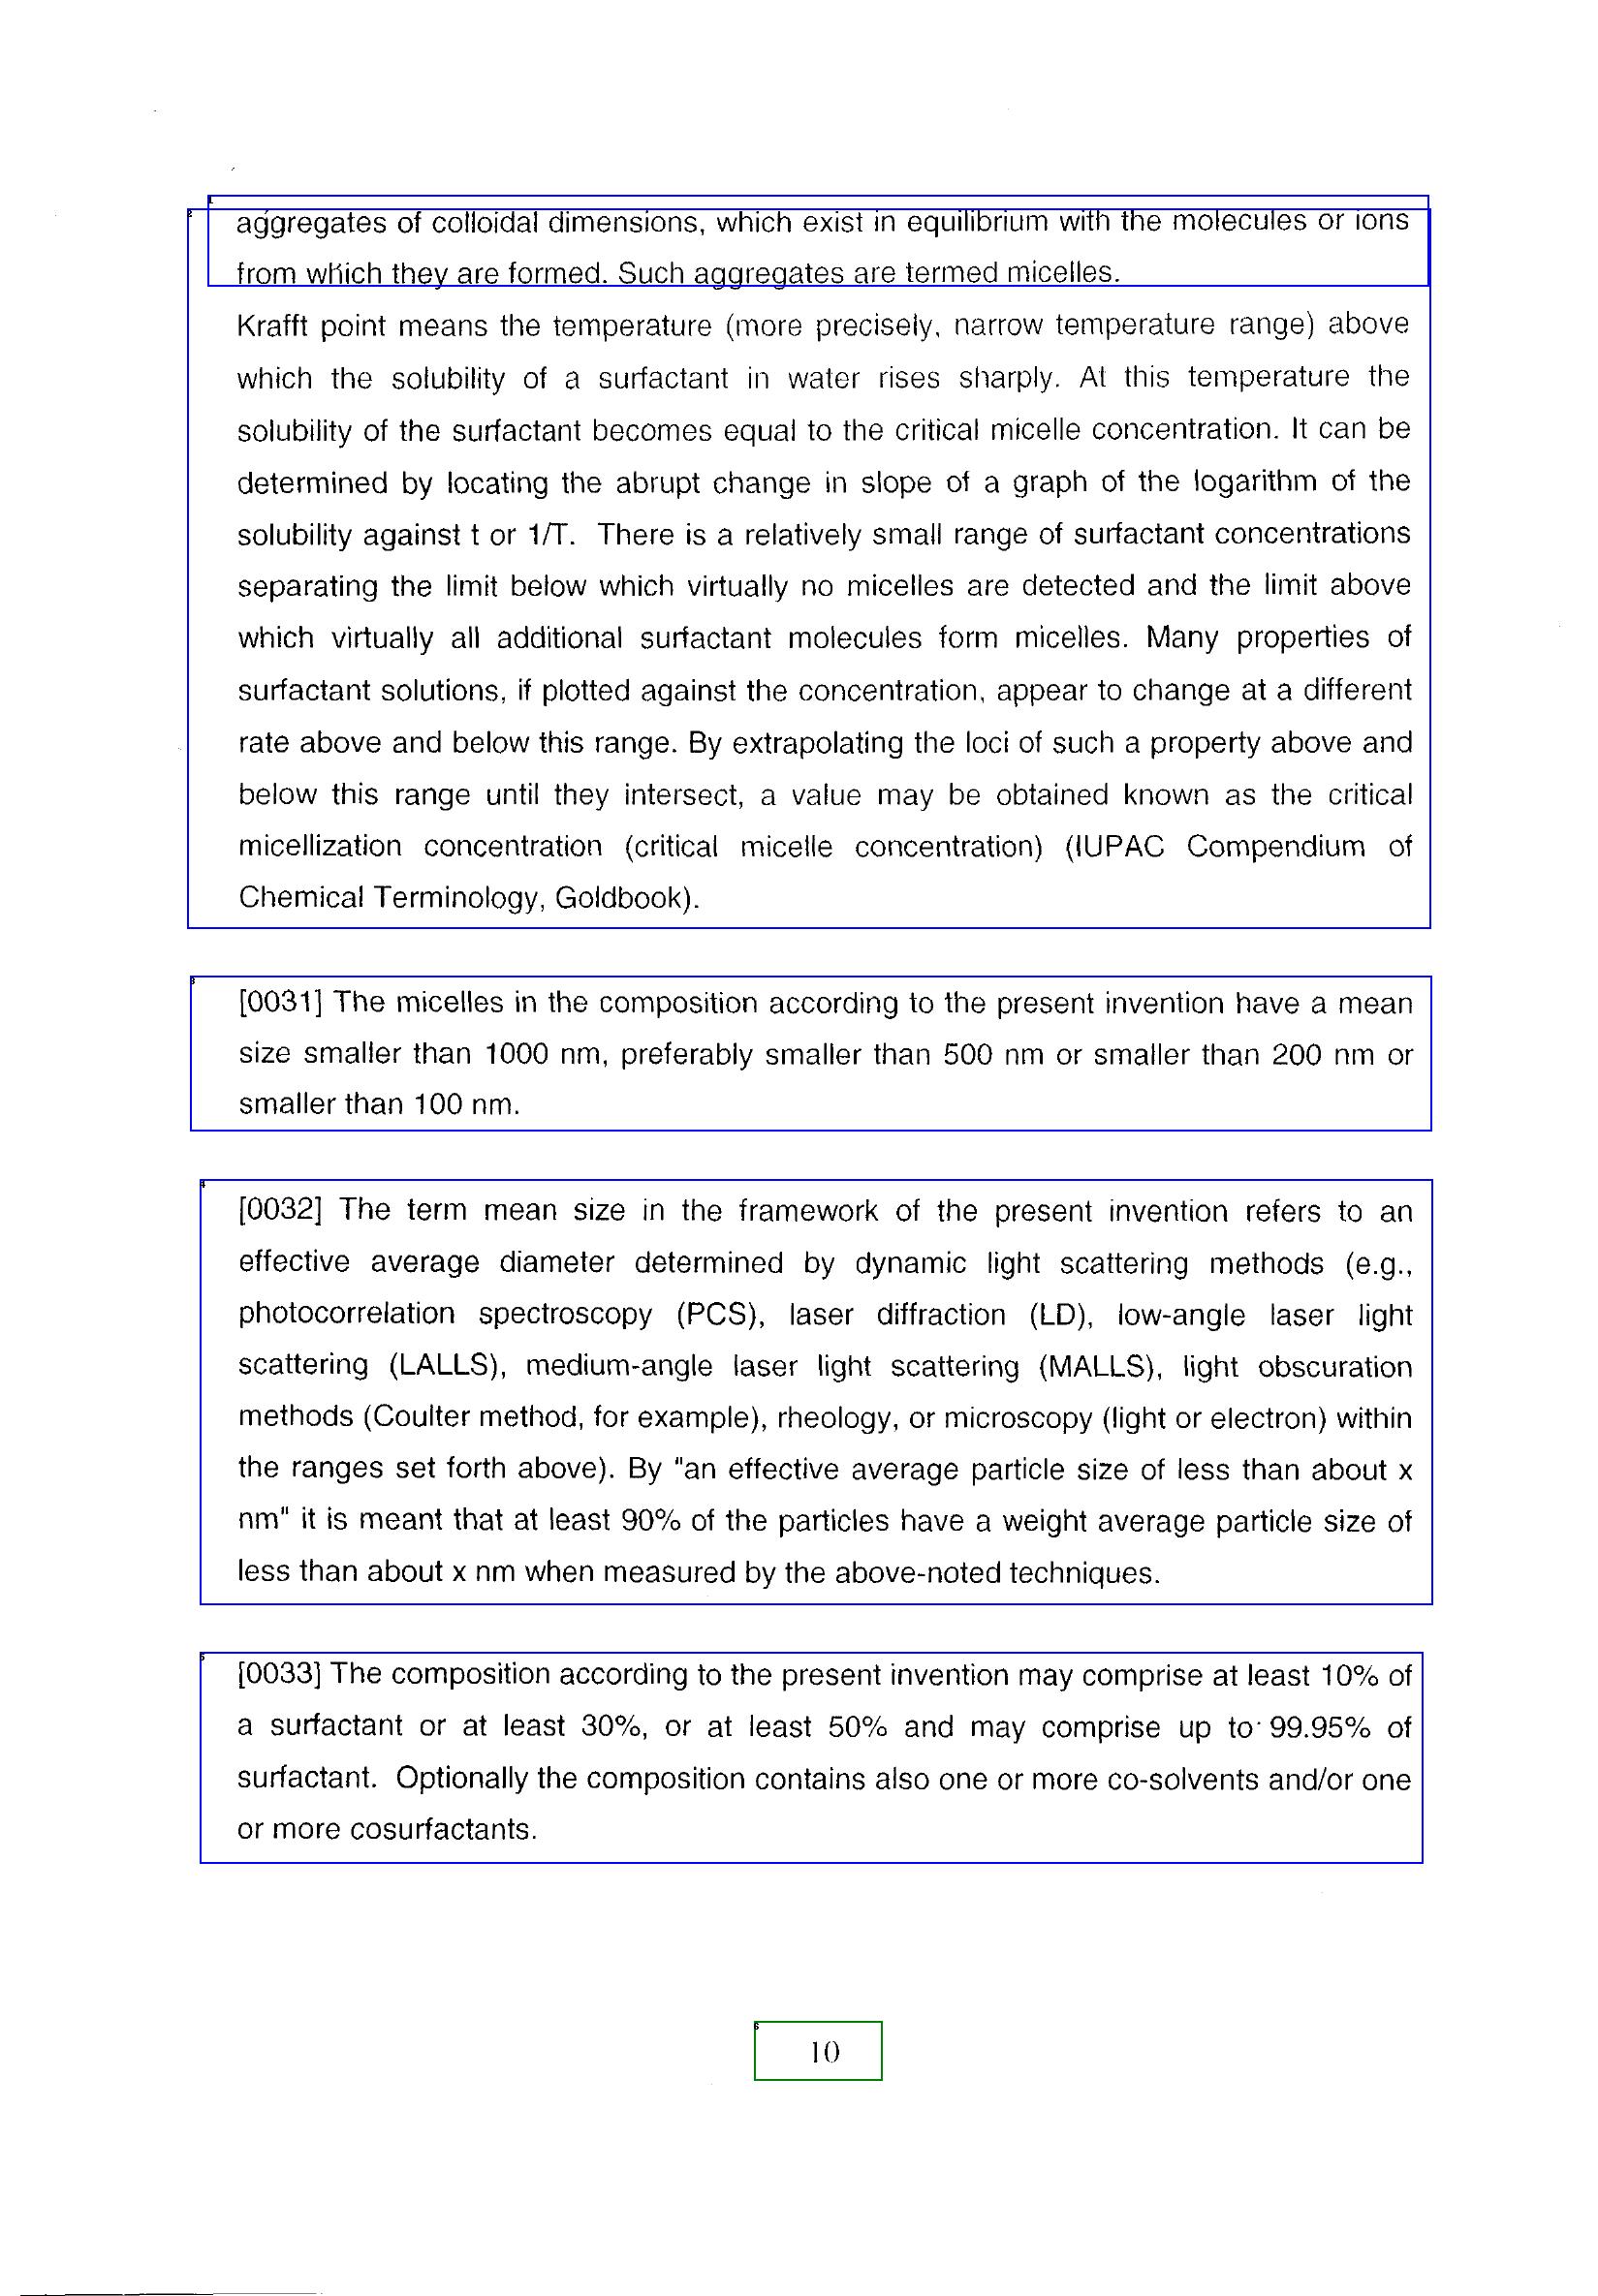 aggregates of colloidal dimensions, which exist in equilibrium with the molecules or ions
from which they are formed. Such aggregates are termed micelles.
Krafft point means the temperature (more precisely, narrow temperature range) above
which the solubility of a surfactant in water rises sharply. At this temperature the
solubility of the surfactant becomes equal to the critical micelle concentration. It can be
determined by locating the abrupt change in slope of a graph of the logarithm of the
solubility against t or 1/T. There is a relatively small range of surfactant concentrations
separating the limit below which virtually no micelles are detected and the limit above
which virtually all additional surfactant molecules form micelles. Many properties of
surfactant solutions, if plotted against the concentration, appear to change at a different
rate above and below this range. By extrapolating the loci of such a property above and
below this range until they intersect, a value may be obtained known as the critical
micellization concentration (critical micelle concentration) (IUPAC Compendium of
Chemical Terminology, Goldbook).
[0031] The micelles in the composition according to the present invention have a mean
size smaller than 1000 nm, preferably smaller than 500 nm or smaller than 200 nm or
smaller than 100 nm.
[0032] The term mean size in the framework of the present invention refers to an
effective average diameter determined by dynamic light scattering methods (e.g.,
photocorrelation spectroscopy (PCS), laser diffraction (LD), low-angle laser light
scattering (LALLS), medium-angle laser light scattering (MALLS), light obscuration
methods (Coulter method, for example), rheology, or microscopy (light or electron) within
the ranges set forth above). By "an effective average particle size of less than about x
nm" it is meant that at least 90% of the particles have a weight average particle size of
less than about x nm when measured by the above-noted techniques.
[0033] The composition according to the present invention may comprise at least 10% of
a surfactant or at least 30%, or at least 50% and may comprise up to 99.95% of
surfactant. Optionally the composition contains also one or more co-solvents and/or one
or more cosurfactants.
10